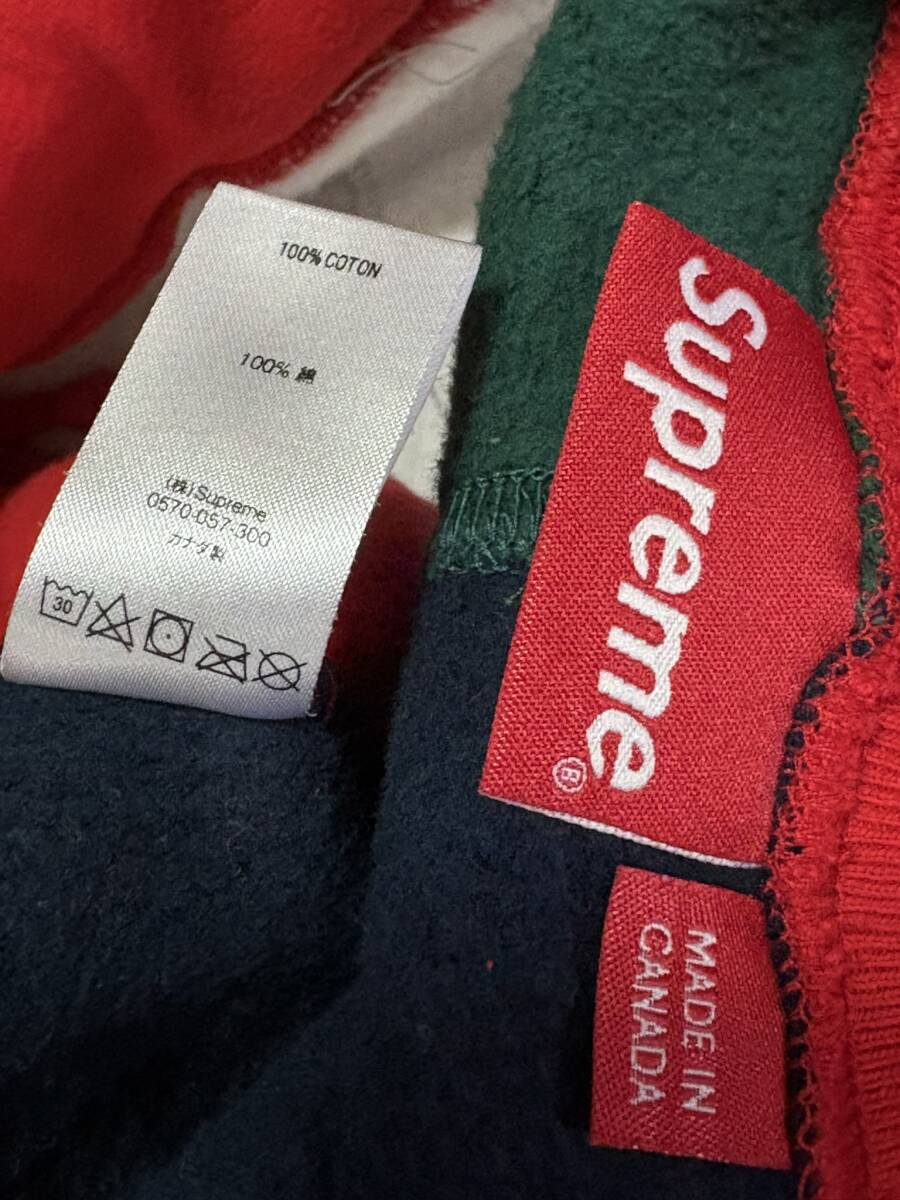 100% COTON
100% 綿
(株)Supreme
0570-057-300
カナダ製
30
Supreme
®
MADE IN
CANADA